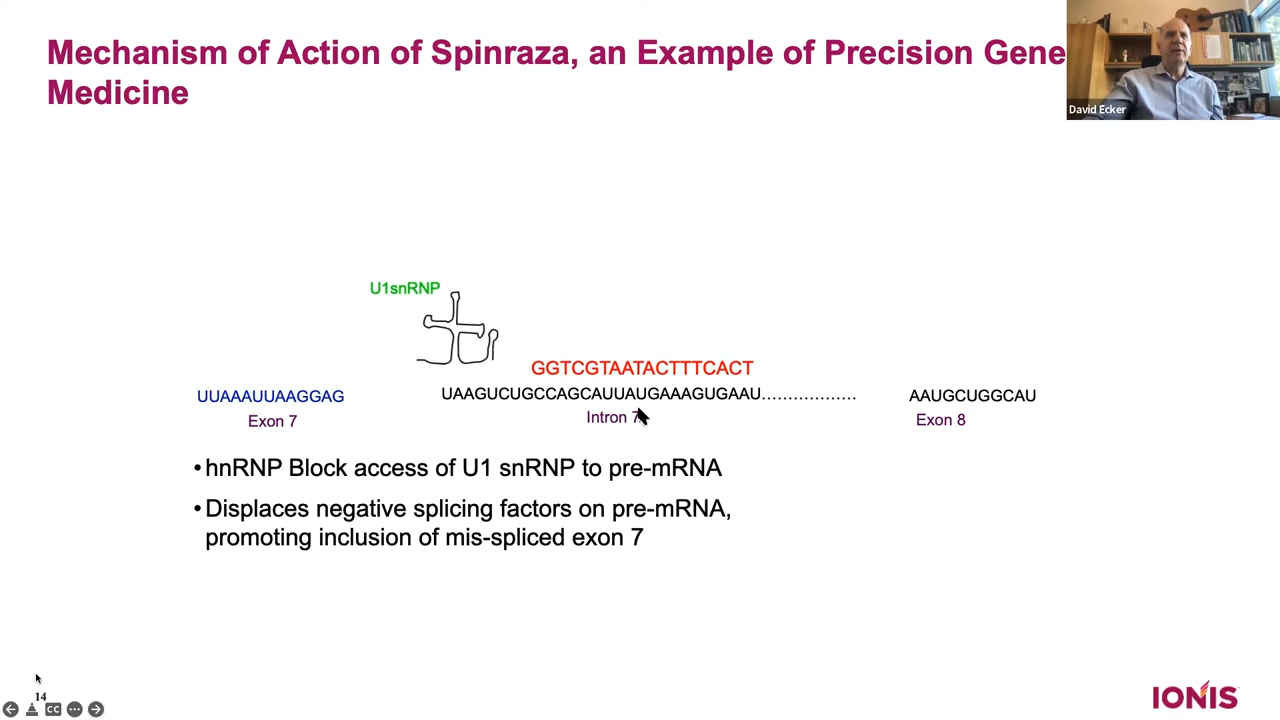 Mechanism of Action of Spinraza, an Example of Precision Gene
Medicine
David Ecker
U1snRNP
GGTCGTAATACTTTCACT
UUAAAUUAAGGAG
UAAGUCUGCCAGCAUUAUGAAAGUGAAU..................
AAUGCUGGCAU
Exon 7
Intron 7
Exon 8
•hnRNP Block access of U1 snRNP to pre-mRNA
•Displaces negative splicing factors on pre-mRNA,
promoting inclusion of mis-spliced exon 7
14
CC
IONIS